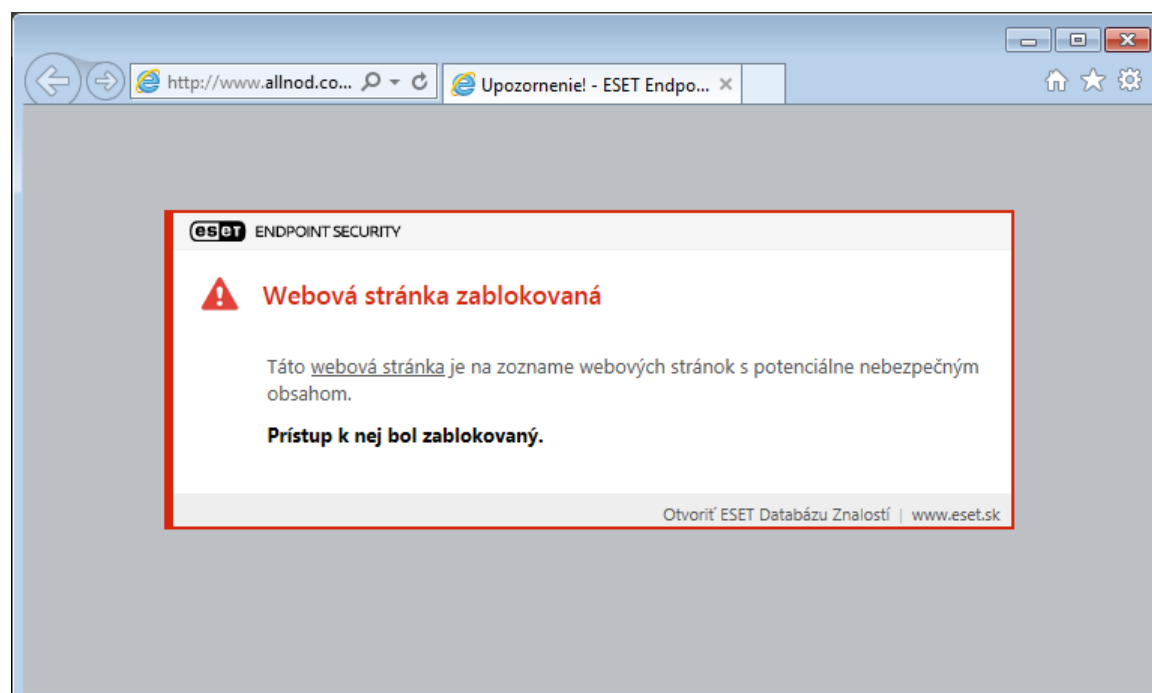 http://www.allnod.co...
Upozornenie! - ESET Endpo...
eset ENDPOINT SECURITY
Webová stránka zablokovaná
Táto webová stránka je na zozname webových stránok s potenciálne nebezpečným
obsahom.
Prístup k nej bol zablokovaný.
Otvoriť ESET Databázu Znalostí | www.eset.sk